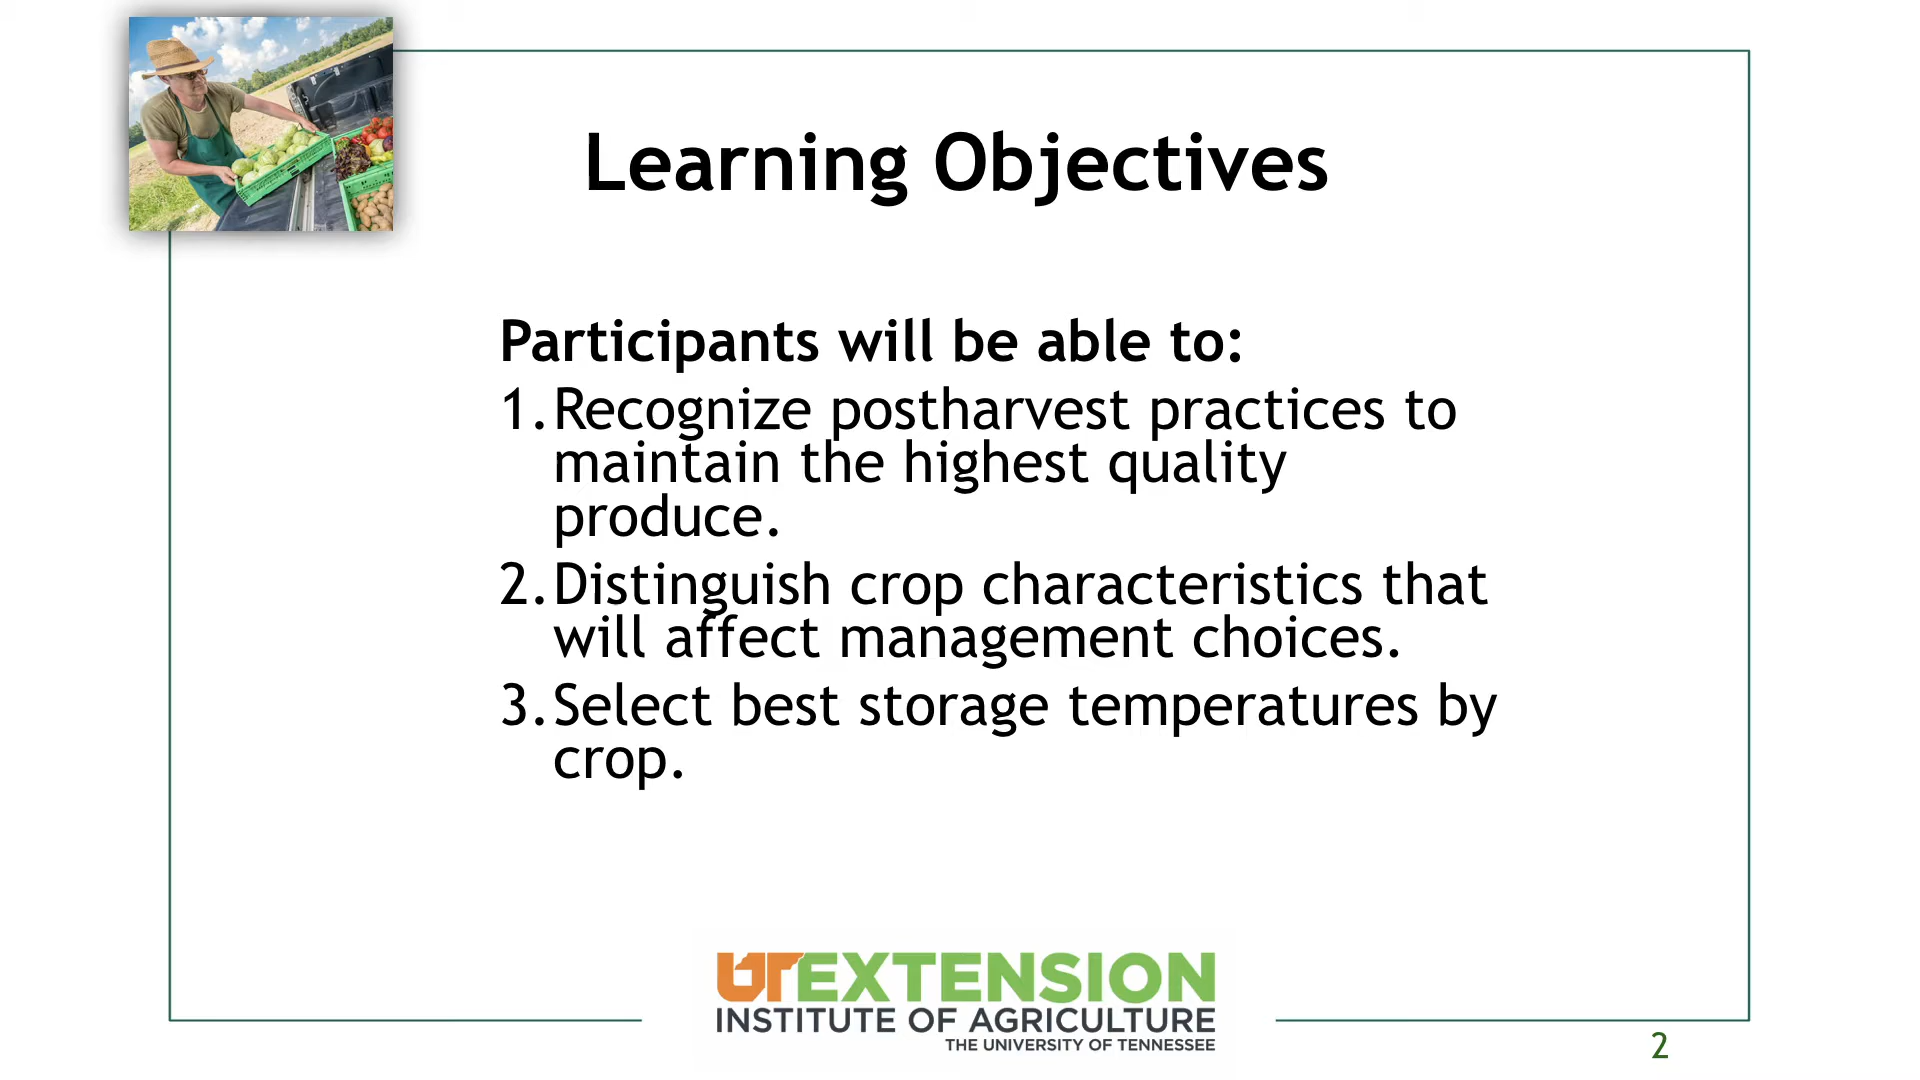 Learning Objectives
Participants will be able to:
1.Recognize postharvest practices to
maintain the highest quality
produce.
2.Distinguish crop characteristics that
will affect management choices.
3.Select best storage temperatures by
crop.
UTEXTENSION
INSTITUTE OF AGRICULTURE
THE UNIVERSITY OF TENNESSEE
2